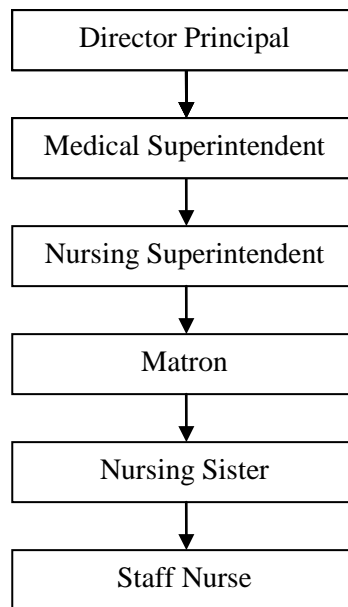 Director Principal
Medical Superintendent
Nursing Superintendent
Matron
Nursing Sister
Staff Nurse